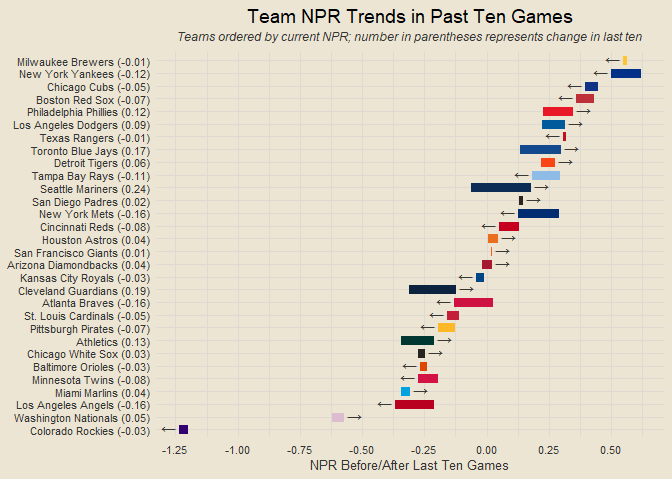 Team NPR Trends in Past Ten Games
Teams ordered by current NPR; number in parentheses represents change in last ten
Milwaukee Brewers (-0.01)
New York Yankees (-0.12)
Chicago Cubs (-0.05)
Boston Red Sox (-0.07)
Philadelphia Phillies (0.12)
Los Angeles Dodgers (0.09)
Texas Rangers (-0.01)
Toronto Blue Jays (0.17)
Detroit Tigers (0.06)
Tampa Bay Rays (-0.11)
Seattle Mariners (0.24)
San Diego Padres (0.02)
New York Mets (-0.16)
Cincinnati Reds (-0.08)
Houston Astros (0.04)
San Francisco Giants (0.01)
Arizona Diamondbacks (0.04)
Kansas City Royals (-0.03)
Cleveland Guardians (0.19)
Atlanta Braves (-0.16)
St. Louis Cardinals (-0.05)
Pittsburgh Pirates (-0.07)
Athletics (0.13)
Chicago White Sox (0.03)
Baltimore Orioles (-0.03)
Minnesota Twins (-0.08)
Miami Marlins (0.04)
Los Angeles Angels (-0.16)
Washington Nationals (0.05)
Colorado Rockies (-0.03)
-1.25 -1.00 -0.75 -0.50 -0.25 0.00 0.25 0.50
NPR Before/After Last Ten Games